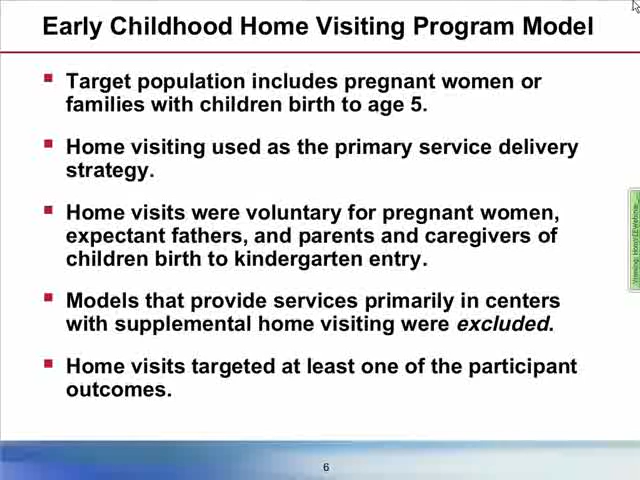 Early Childhood Home Visiting Program Model
Target population includes pregnant women or
families with children birth to age 5.
Home visiting used as the primary service delivery
strategy.
Home visits were voluntary for pregnant women,
expectant fathers, and parents and caregivers of
children birth to kindergarten entry.
Models that provide services primarily in centers
with supplemental home visiting were excluded.
Home visits targeted at least one of the participant
outcomes.
6
Viewing: